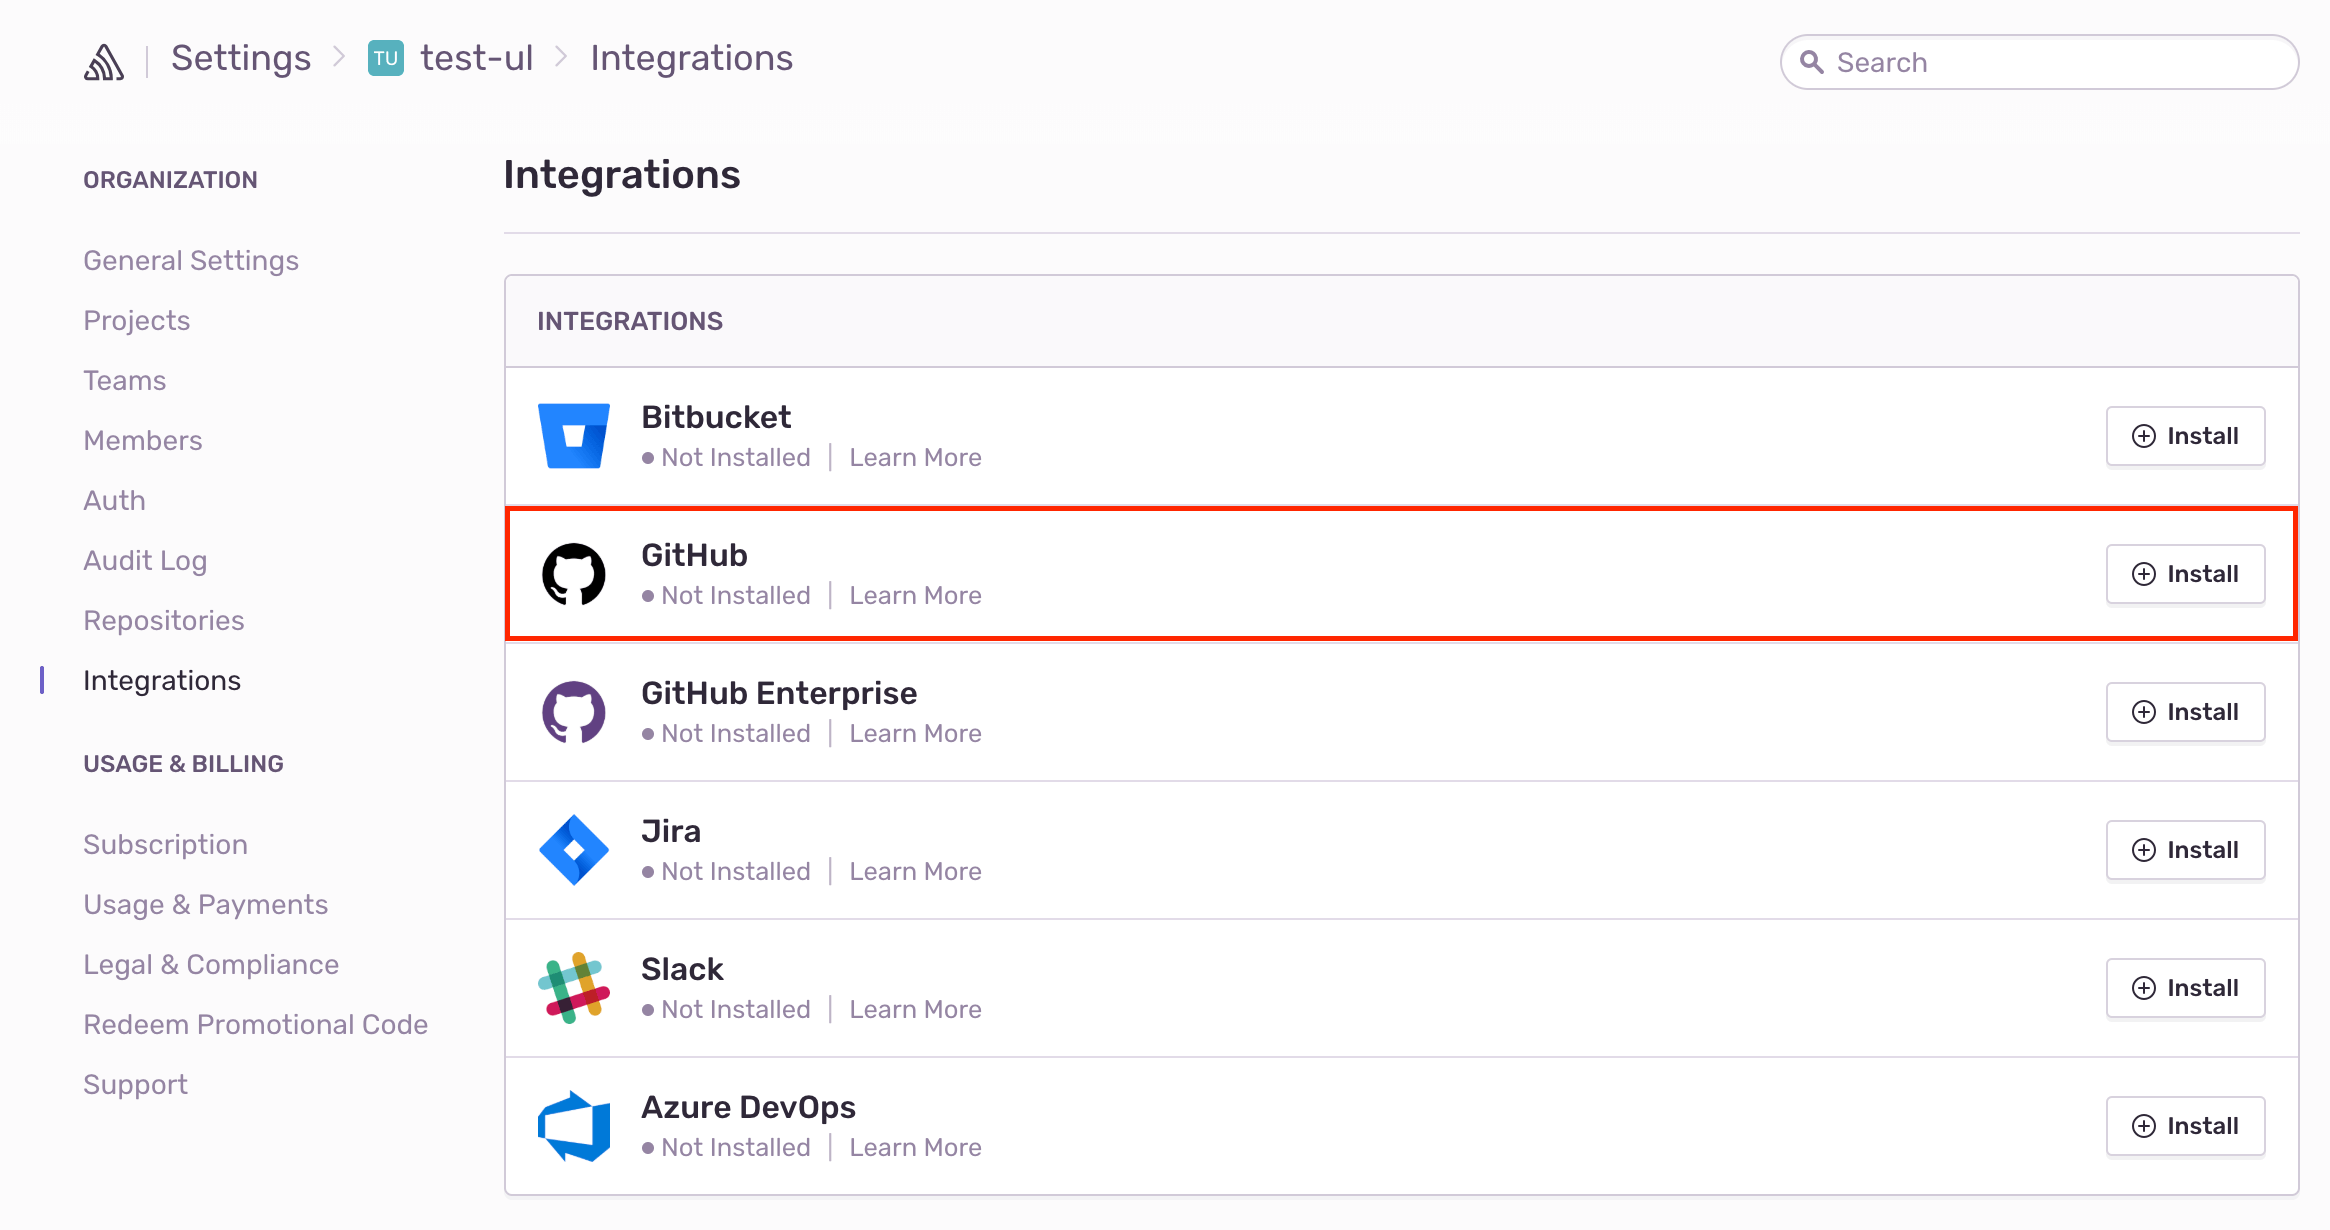 Settings > TU test-ul > Integrations
Search
ORGANIZATION
General Settings
Projects
Teams
Members
Auth
Audit Log
Repositories
Integrations
USAGE & BILLING
Subscription
Usage & Payments
Legal & Compliance
Redeem Promotional Code
Support
Integrations
INTEGRATIONS
Bitbucket
Not Installed | Learn More
Install
GitHub
Not Installed | Learn More
Install
GitHub Enterprise
Not Installed | Learn More
Install
Jira
Not Installed | Learn More
Install
Slack
Not Installed | Learn More
Install
Azure DevOps
Not Installed | Learn More
Install